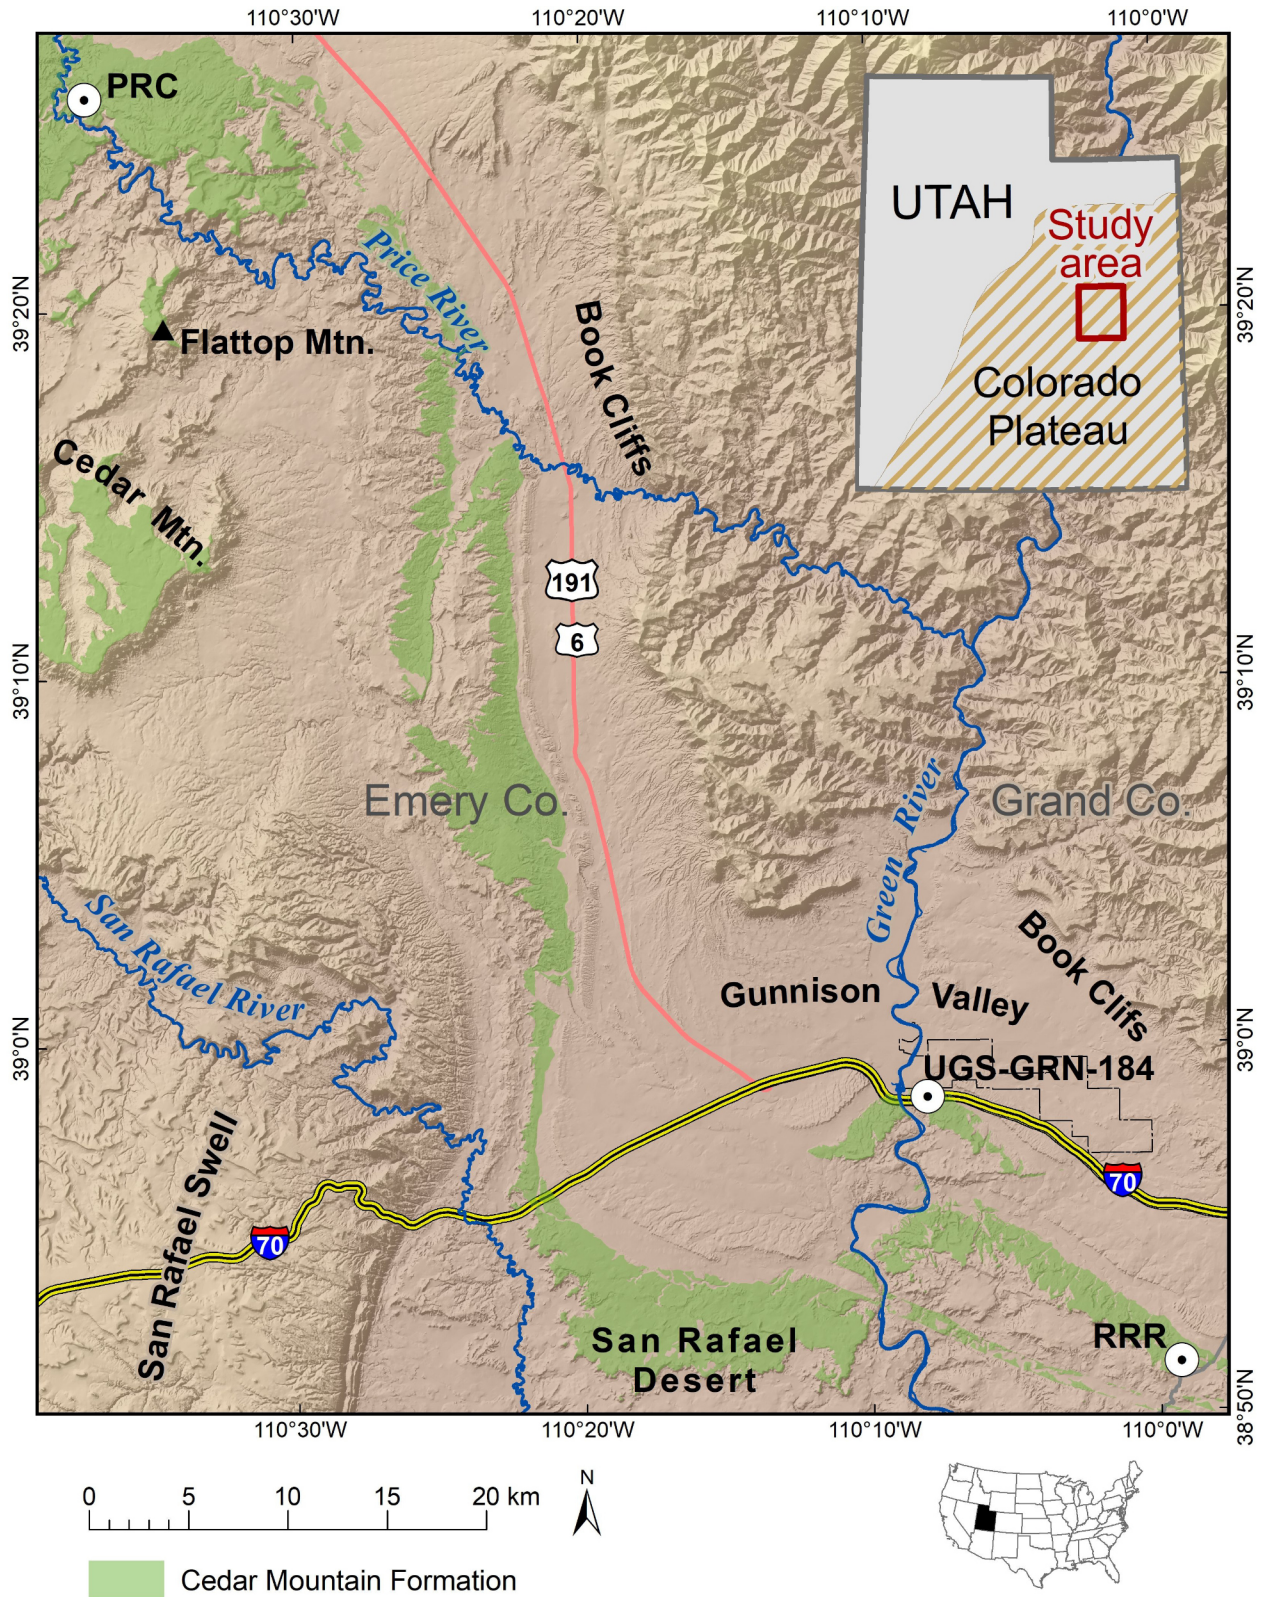 110°30'W
110°20'W
110°10'W
110°0'W
PRC
UTAH
Study
area
Colorado
Plateau
Price River
39°20'N
39°20'N
Flattop Mtn.
Book Cliffs
Cedar Mtn.
191
6
39°10'N
39°10'N
Emery Co.
Grand Co.
Green River
San Rafael River
Book Clifs
Gunnison Valley
39°0'N
39°0'N
UGS-GRN-184
San Rafael Swell
70
70
San Rafael
Desert
RRR
38°50'N
110°30'W
110°20'W
110°10'W
110°0'W
0 5 10 15 20 km
N
Cedar Mountain Formation